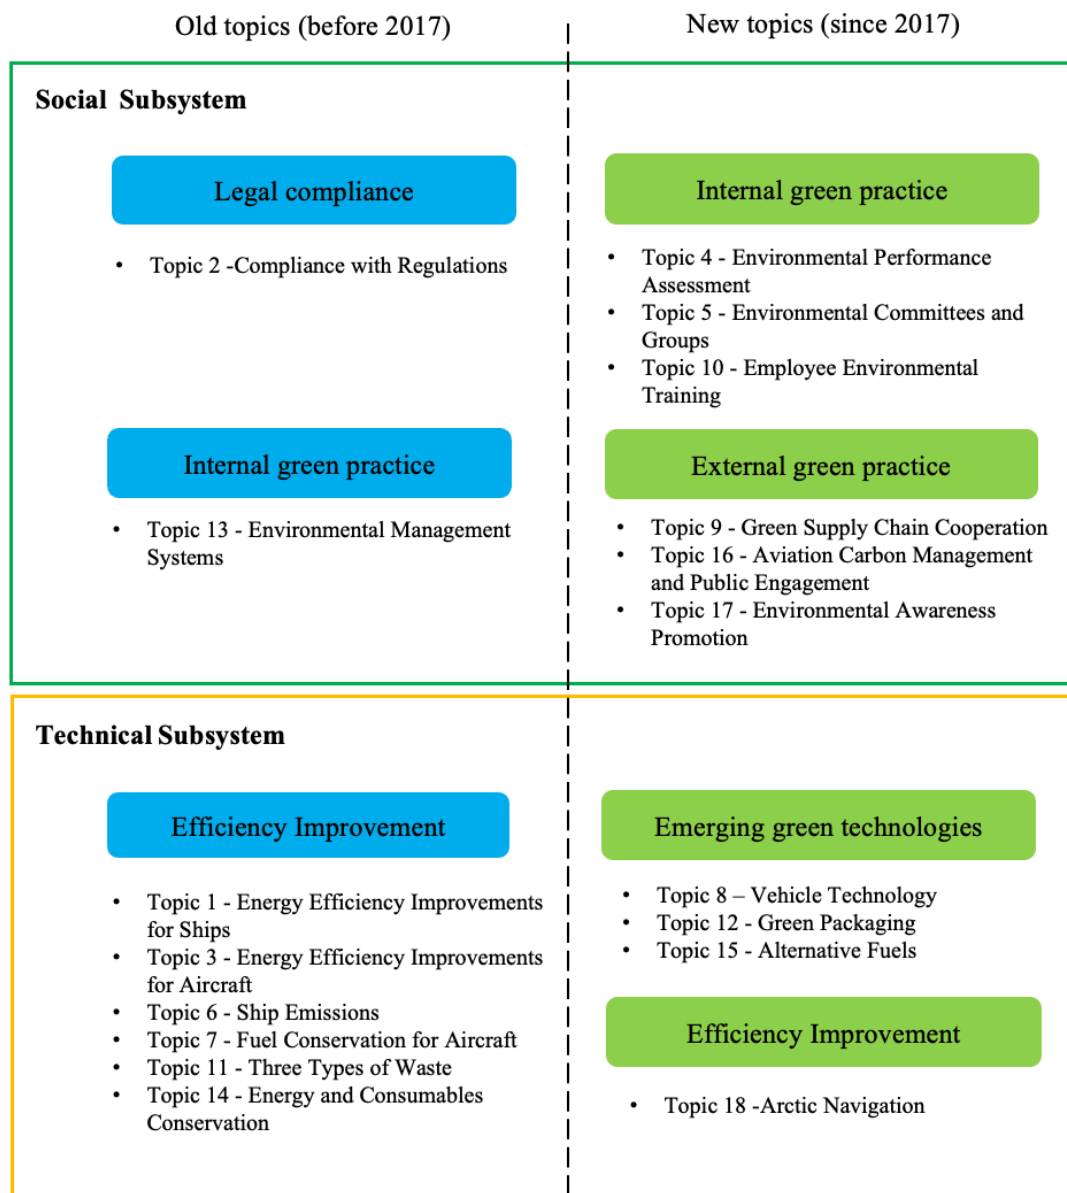 Old topics (before 2017)
New topics (since 2017)
Social Subsystem
Legal compliance
• Topic 2 -Compliance with Regulations
Internal green practice
• Topic 4 - Environmental Performance
Assessment
• Topic 5 - Environmental Committees and
Groups
• Topic 10 - Employee Environmental
Training
Internal green practice
• Topic 13 - Environmental Management
Systems
External green practice
• Topic 9 - Green Supply Chain Cooperation
• Topic 16 - Aviation Carbon Management
and Public Engagement
• Topic 17 - Environmental Awareness
Promotion
Technical Subsystem
Efficiency Improvement
• Topic 1 - Energy Efficiency Improvements
for Ships
• Topic 3 - Energy Efficiency Improvements
for Aircraft
• Topic 6 - Ship Emissions
• Topic 7 - Fuel Conservation for Aircraft
• Topic 11 - Three Types of Waste
• Topic 14 - Energy and Consumables
Conservation
Emerging green technologies
• Topic 8 – Vehicle Technology
• Topic 12 - Green Packaging
• Topic 15 - Alternative Fuels
Efficiency Improvement
• Topic 18 -Arctic Navigation